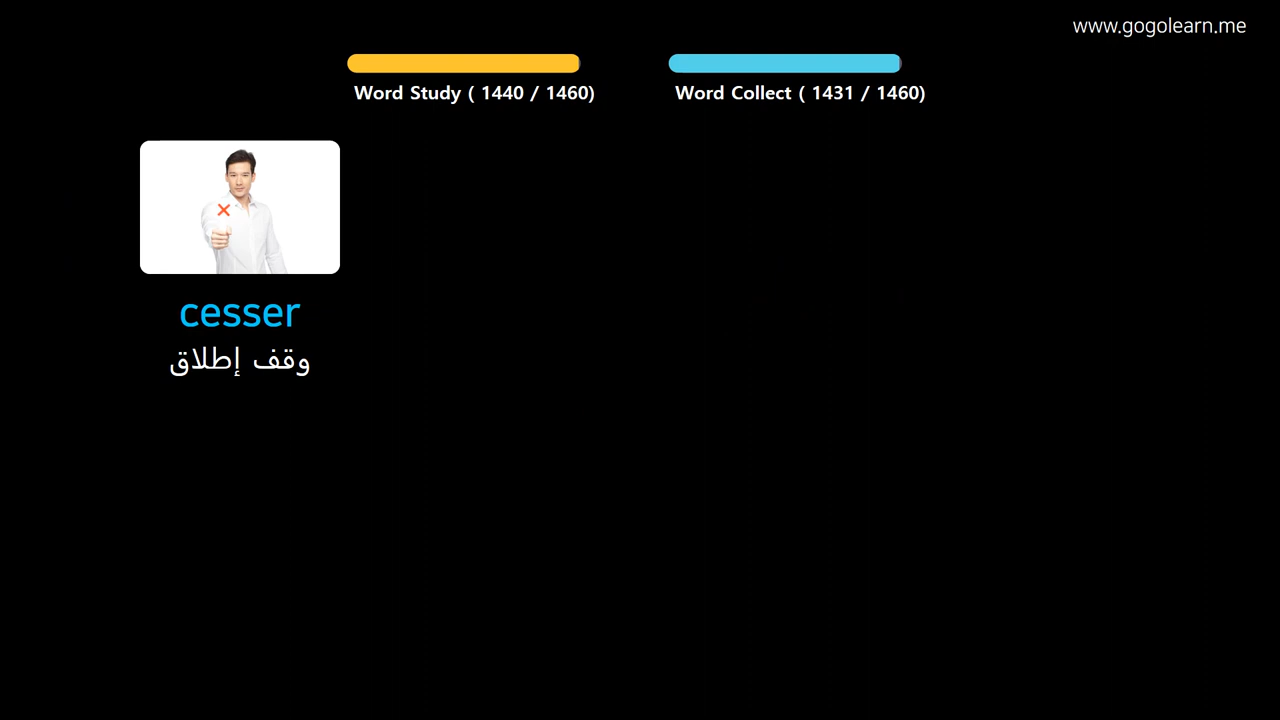 www.gogolearn.me
Word Study ( 1440 / 1460)
Word Collect ( 1431 / 1460)
cesser
وقف إطلاق